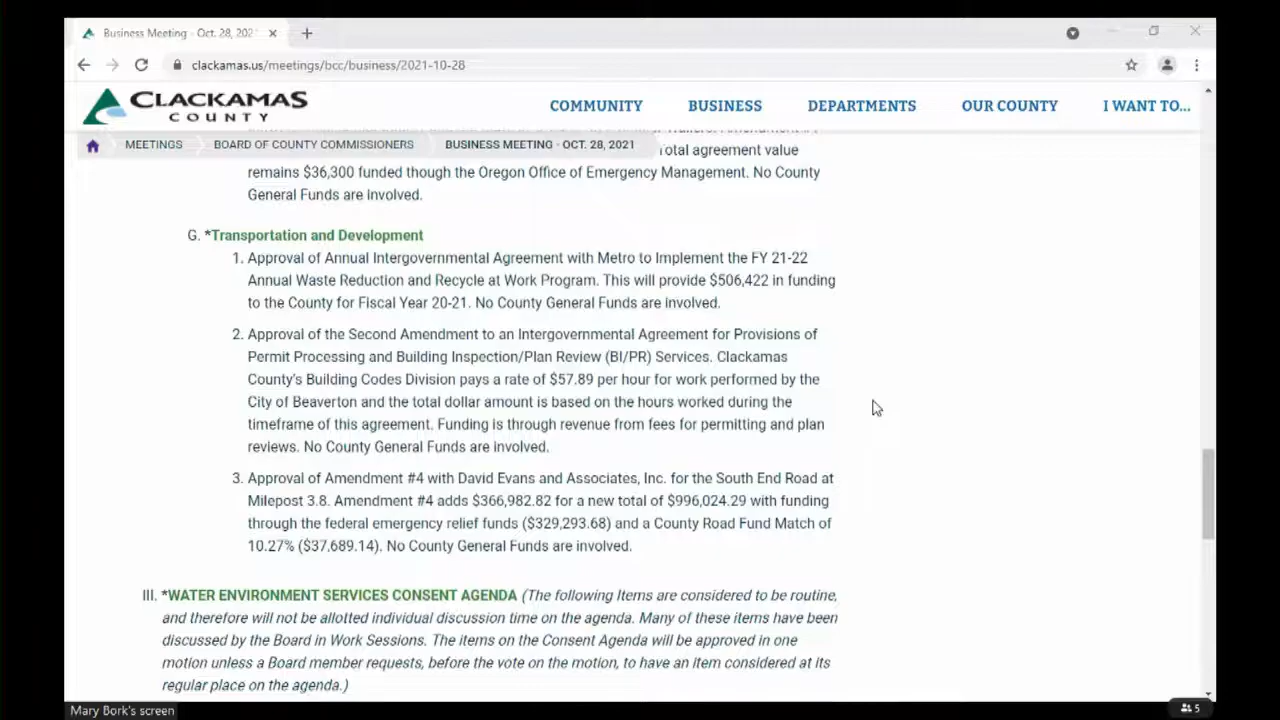 Business Meeting - Oct. 28, 202
clackamas.us/meetings/bcc/business/2021-10-28
CLACKAMAS
COUNTY
COMMUNITY BUSINESS DEPARTMENTS OUR COUNTY I WANT TO...
MEETINGS BOARD OF COUNTY COMMISSIONERS BUSINESS MEETING - OCT. 28, 2021
Total agreement value
remains $36,300 funded though the Oregon Office of Emergency Management. No County
General Funds are involved.
G. *Transportation and Development
1. Approval of Annual Intergovernmental Agreement with Metro to Implement the FY 21-22
Annual Waste Reduction and Recycle at Work Program. This will provide $506,422 in funding
to the County for Fiscal Year 20-21. No County General Funds are involved.
2. Approval of the Second Amendment to an Intergovernmental Agreement for Provisions of
Permit Processing and Building Inspection/Plan Review (BI/PR) Services. Clackamas
County's Building Codes Division pays a rate of $57.89 per hour for work performed by the
City of Beaverton and the total dollar amount is based on the hours worked during the
timeframe of this agreement. Funding is through revenue from fees for permitting and plan
reviews. No County General Funds are involved.
3. Approval of Amendment #4 with David Evans and Associates, Inc. for the South End Road at
Milepost 3.8. Amendment #4 adds $366,982.82 for a new total of $996,024.29 with funding
through the federal emergency relief funds ($329,293.68) and a County Road Fund Match of
10.27% ($37,689.14). No County General Funds are involved.
III. *WATER ENVIRONMENT SERVICES CONSENT AGENDA (The following Items are considered to be routine,
and therefore will not be allotted individual discussion time on the agenda. Many of these items have been
discussed by the Board in Work Sessions. The items on the Consent Agenda will be approved in one
motion unless a Board member requests, before the vote on the motion, to have an item considered at its
regular place on the agenda.)
Mary Bork's screen
5